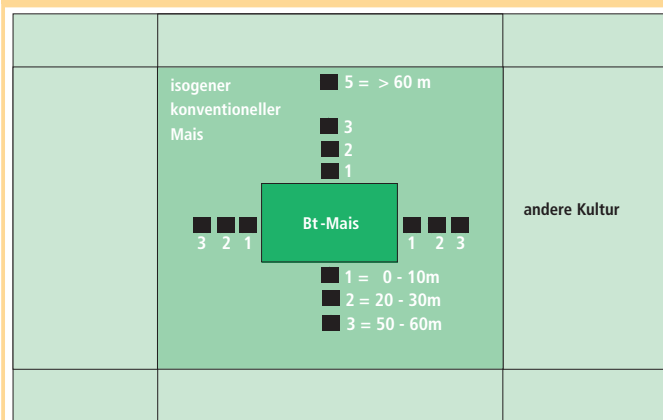 isogener
konventioneller
Mais
5 = > 60 m
3
2
1
Bt-Mais
andere Kultur
3 2 1
1 2 3
1 = 0 - 10m
2 = 20 - 30m
3 = 50 - 60m